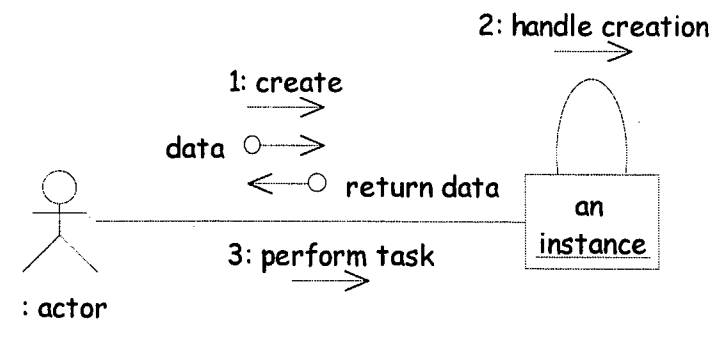 2: handle creation
1: create
data
return data
an
instance
3: perform task
: actor